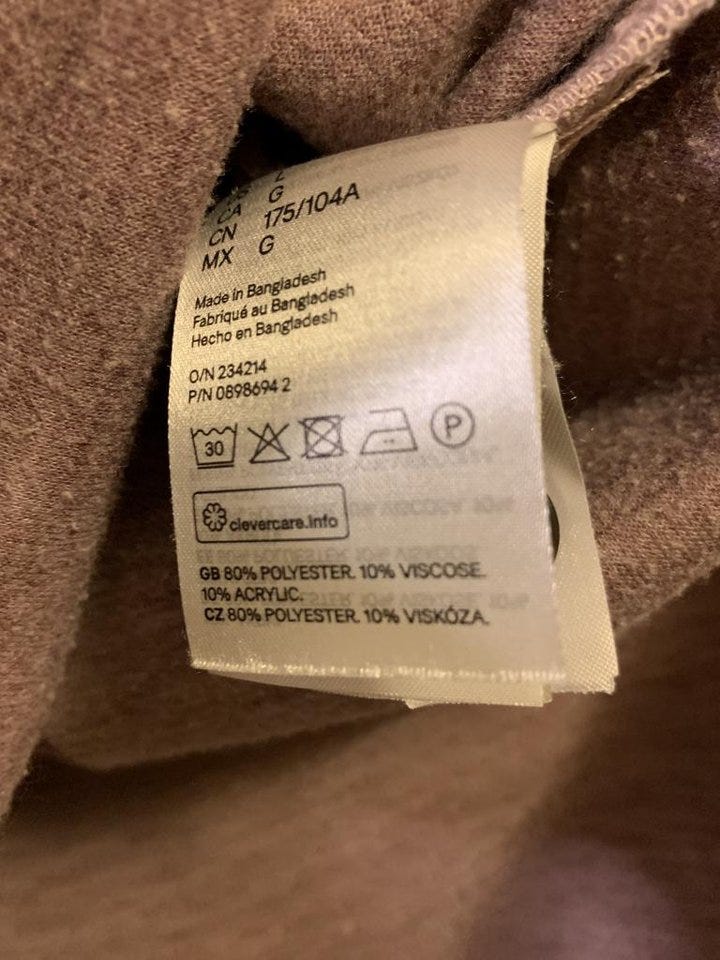 L
CA G
CN 175/104A
MX G
Made in Bangladesh
Fabriqué au Bangladesh
Hecho en Bangladesh
O/N 234214
P/N 0898694 2
30
P
clevercare.info
GB 80% POLYESTER. 10% VISCOSE.
10% ACRYLIC.
CZ 80% POLYESTER. 10% VISKÓZA.